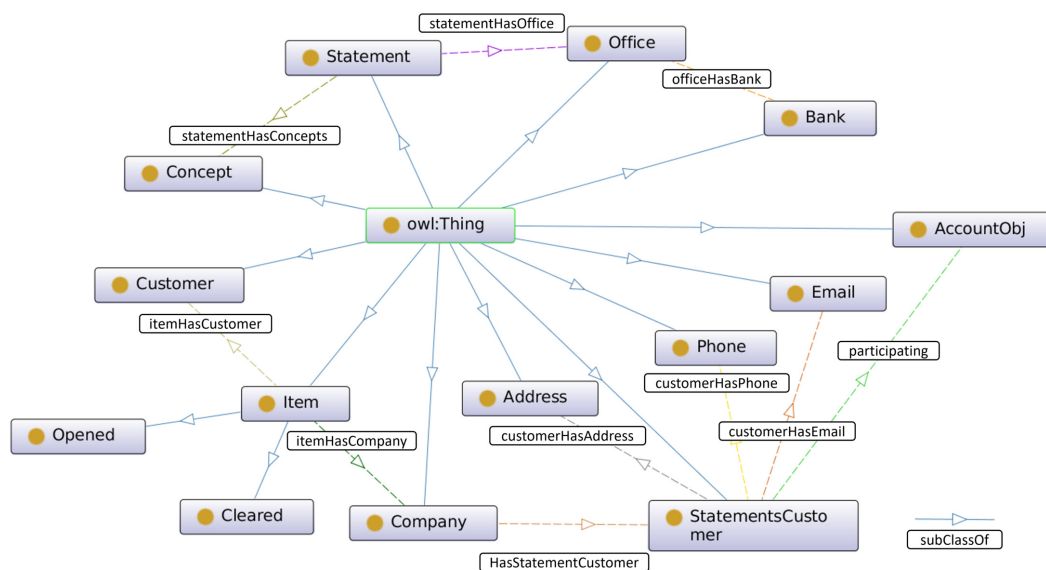 statementHasOffice
Office
Statement
officeHasBank
Bank
statementHasConcepts
Concept
owl:Thing
AccountObj
Customer
Email
itemHasCustomer
Phone
participating
customerHasPhone
Item
Address
Opened
itemHasCompany
customerHasAddress
customerHasEmail
Cleared
Company
StatementsCusto
mer
subClassOf
HasStatementCustomer